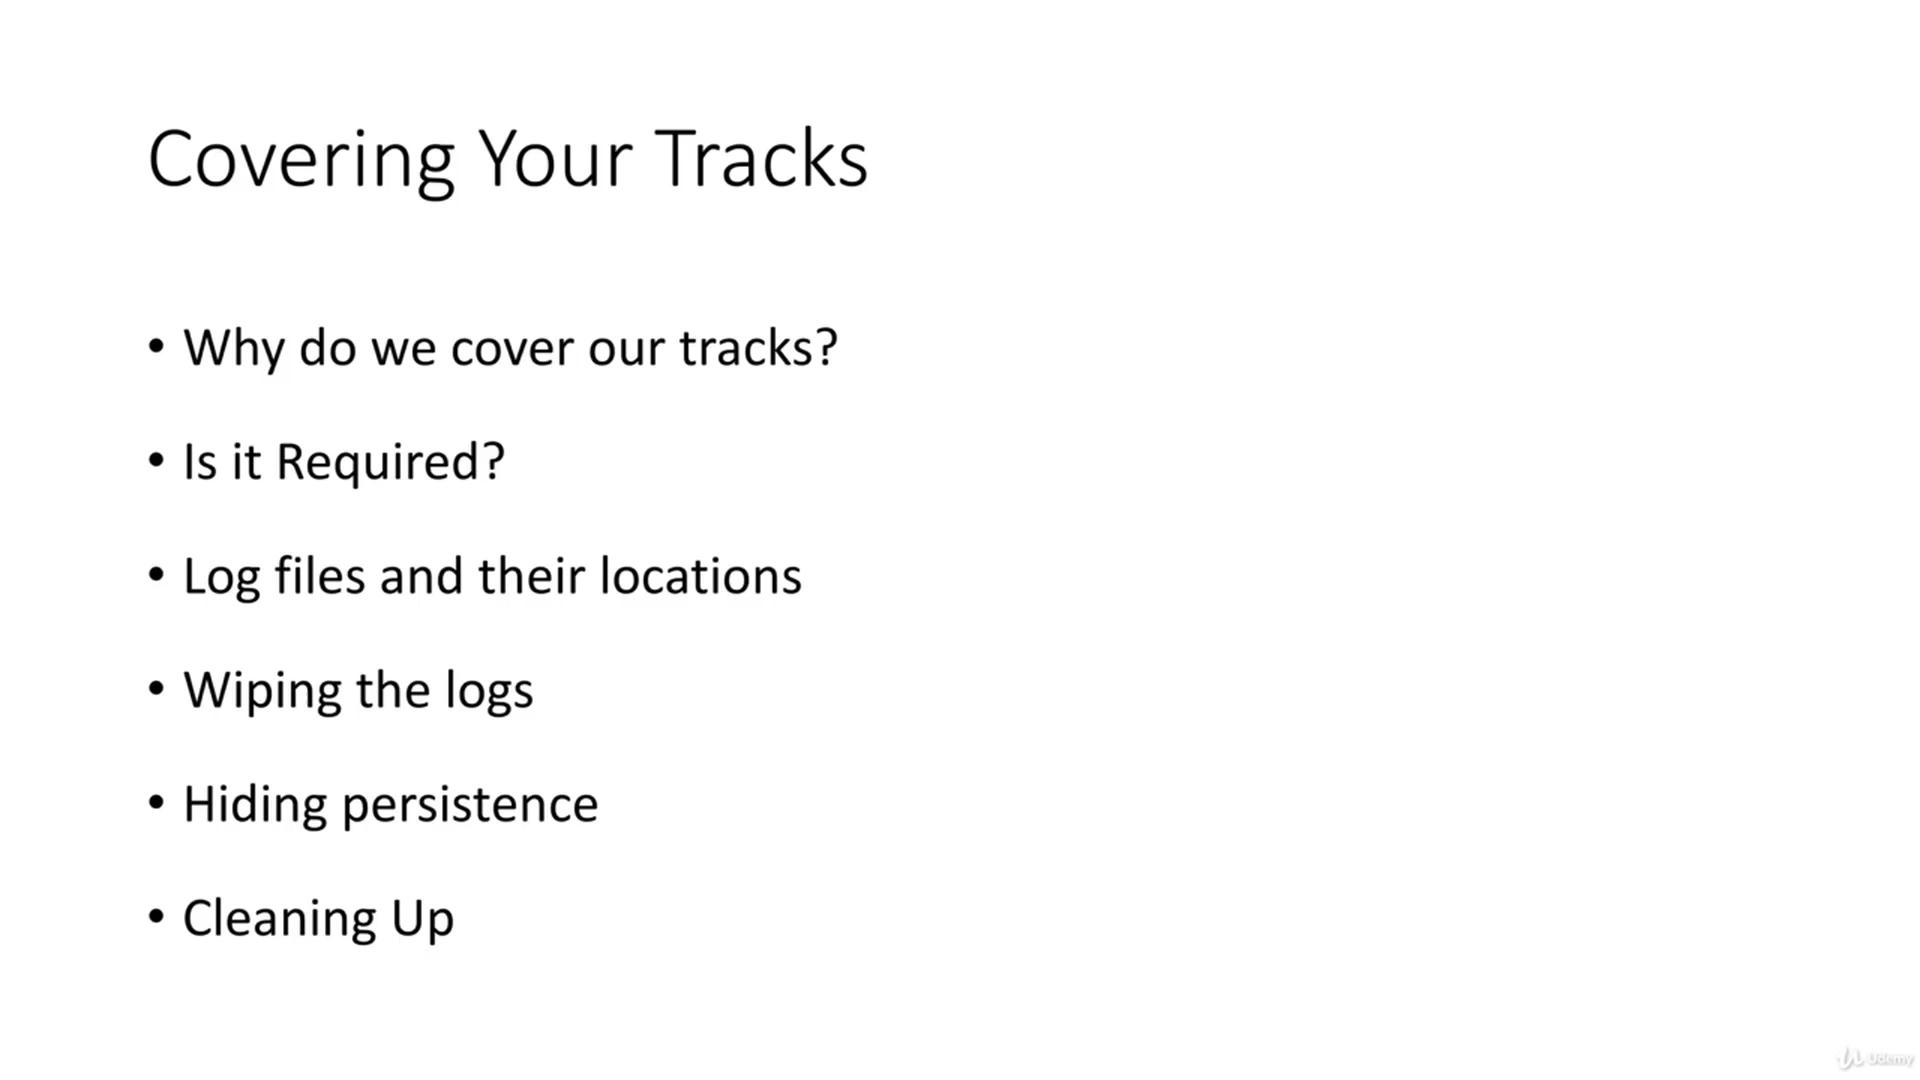 Covering Your Tracks
• Why do we cover our tracks?
• Is it Required?
• Log files and their locations
• Wiping the logs
• Hiding persistence
• Cleaning Up
Udemy